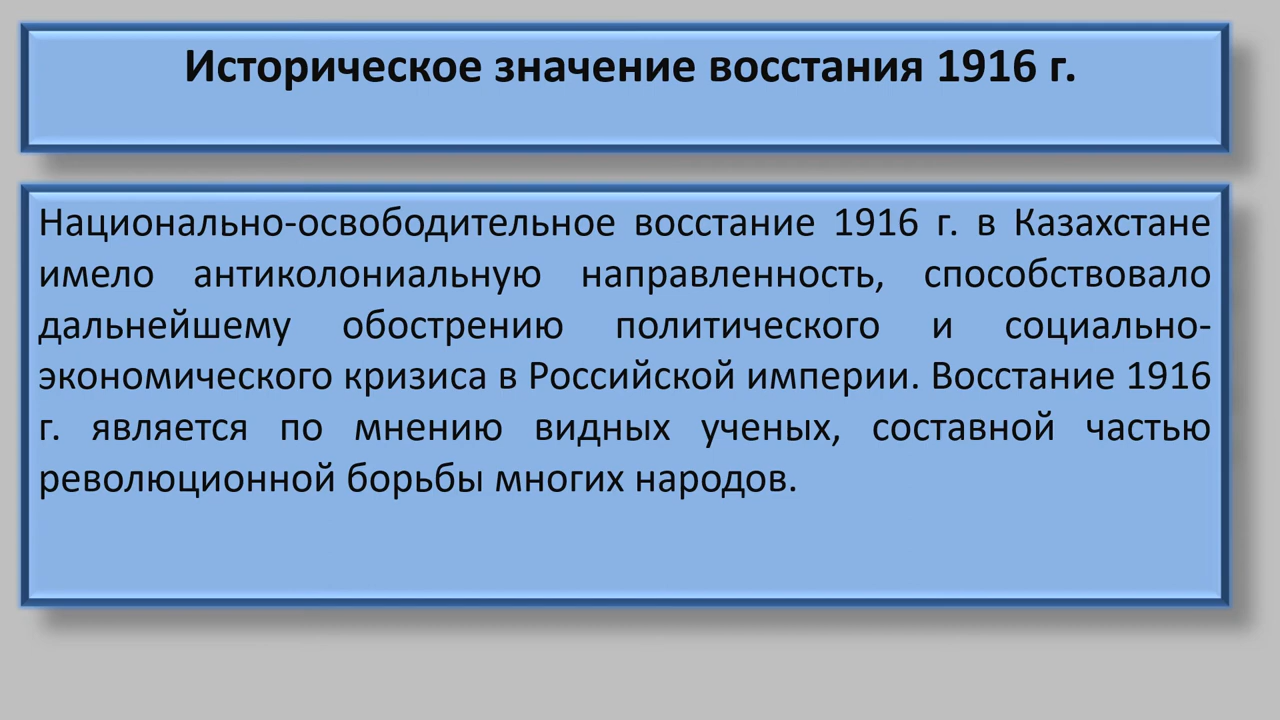 Историческое значение восстания 1916 г.
Национально-освободительное восстание 1916 г. в Казахстане
имело антиколониальную направленность, способствовало
дальнейшему обострению политического и социально-
экономического кризиса в Российской империи. Восстание 1916
г. является по мнению видных ученых, составной частью
революционной борьбы многих народов.